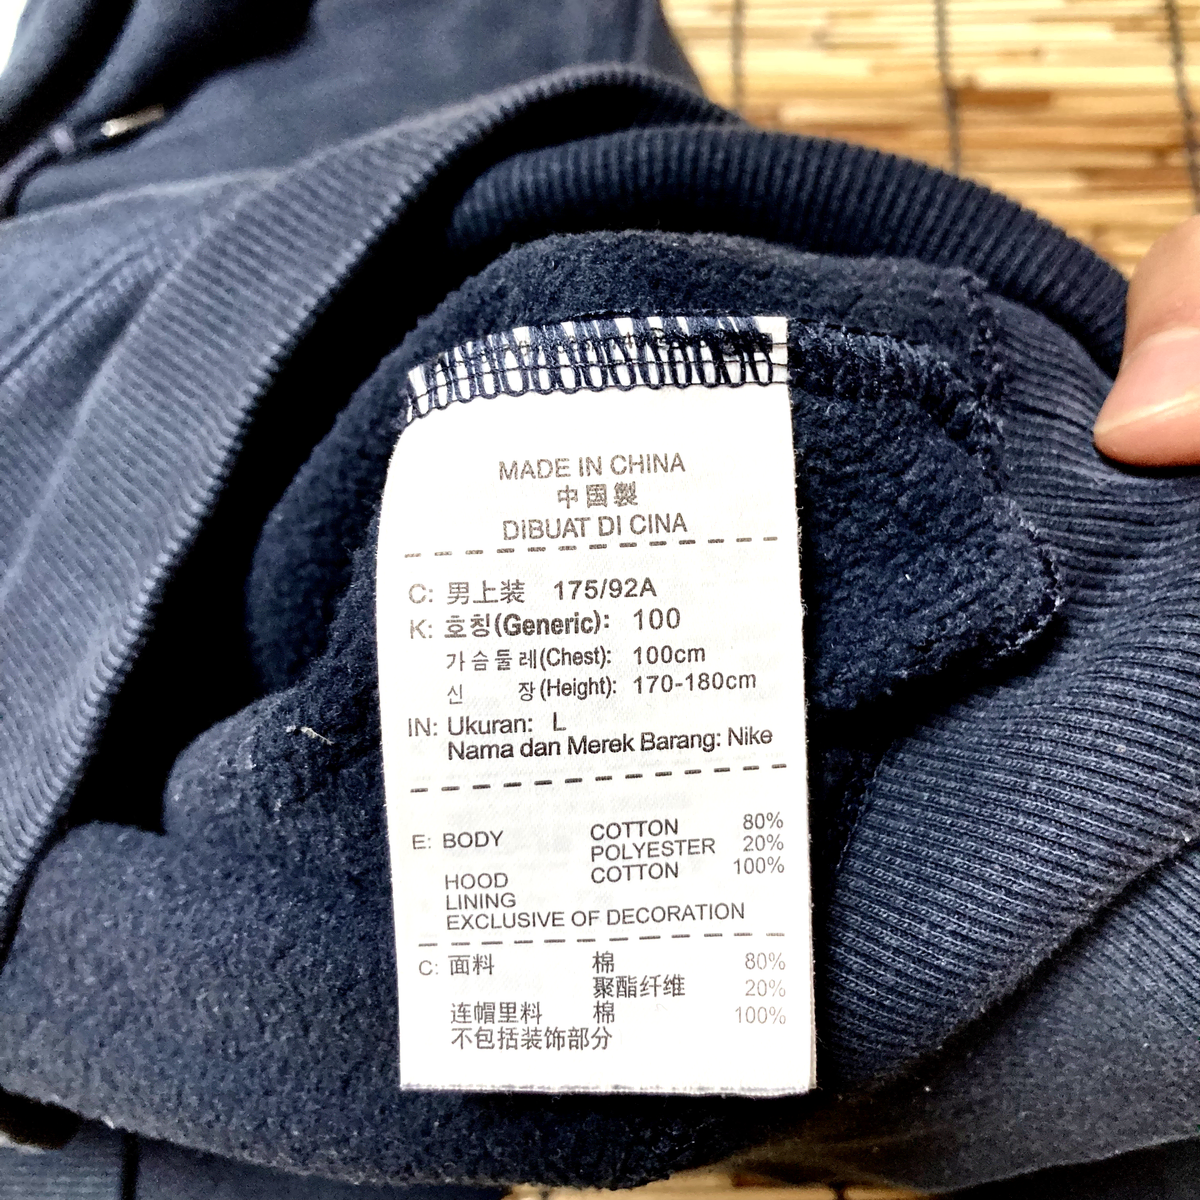 MADE IN CHINA
中国製
DIBUAT DI CINA
C: 男上装 175/92A
K: 호칭(Generic): 100
가슴둘레(Chest): 100cm
신 장(Height): 170-180cm
IN: Ukuran: L
Nama dan Merek Barang: Nike
E: BODY COTTON 80%
POLYESTER 20%
HOOD COTTON 100%
LINING
EXCLUSIVE OF DECORATION
C: 面料 棉 80%
聚酯纤维 20%
连帽里料 棉 100%
不包括装饰部分